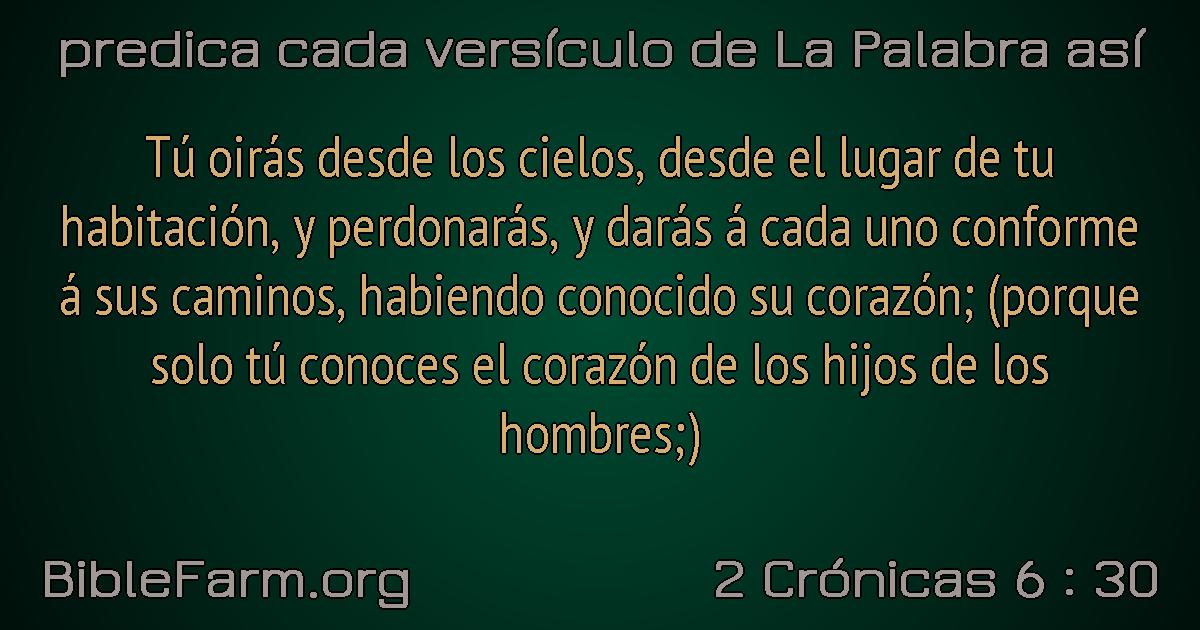 predica cada versículo de La Palabra así
Tú oirás desde los cielos, desde el lugar de tu
habitación, y perdonarás, y darás á cada uno conforme
á sus caminos, habiendo conocido su corazón; (porque
solo tú conoces el corazón de los hijos de los
hombres;)
BibleFarm.org
2 Crónicas 6 : 30